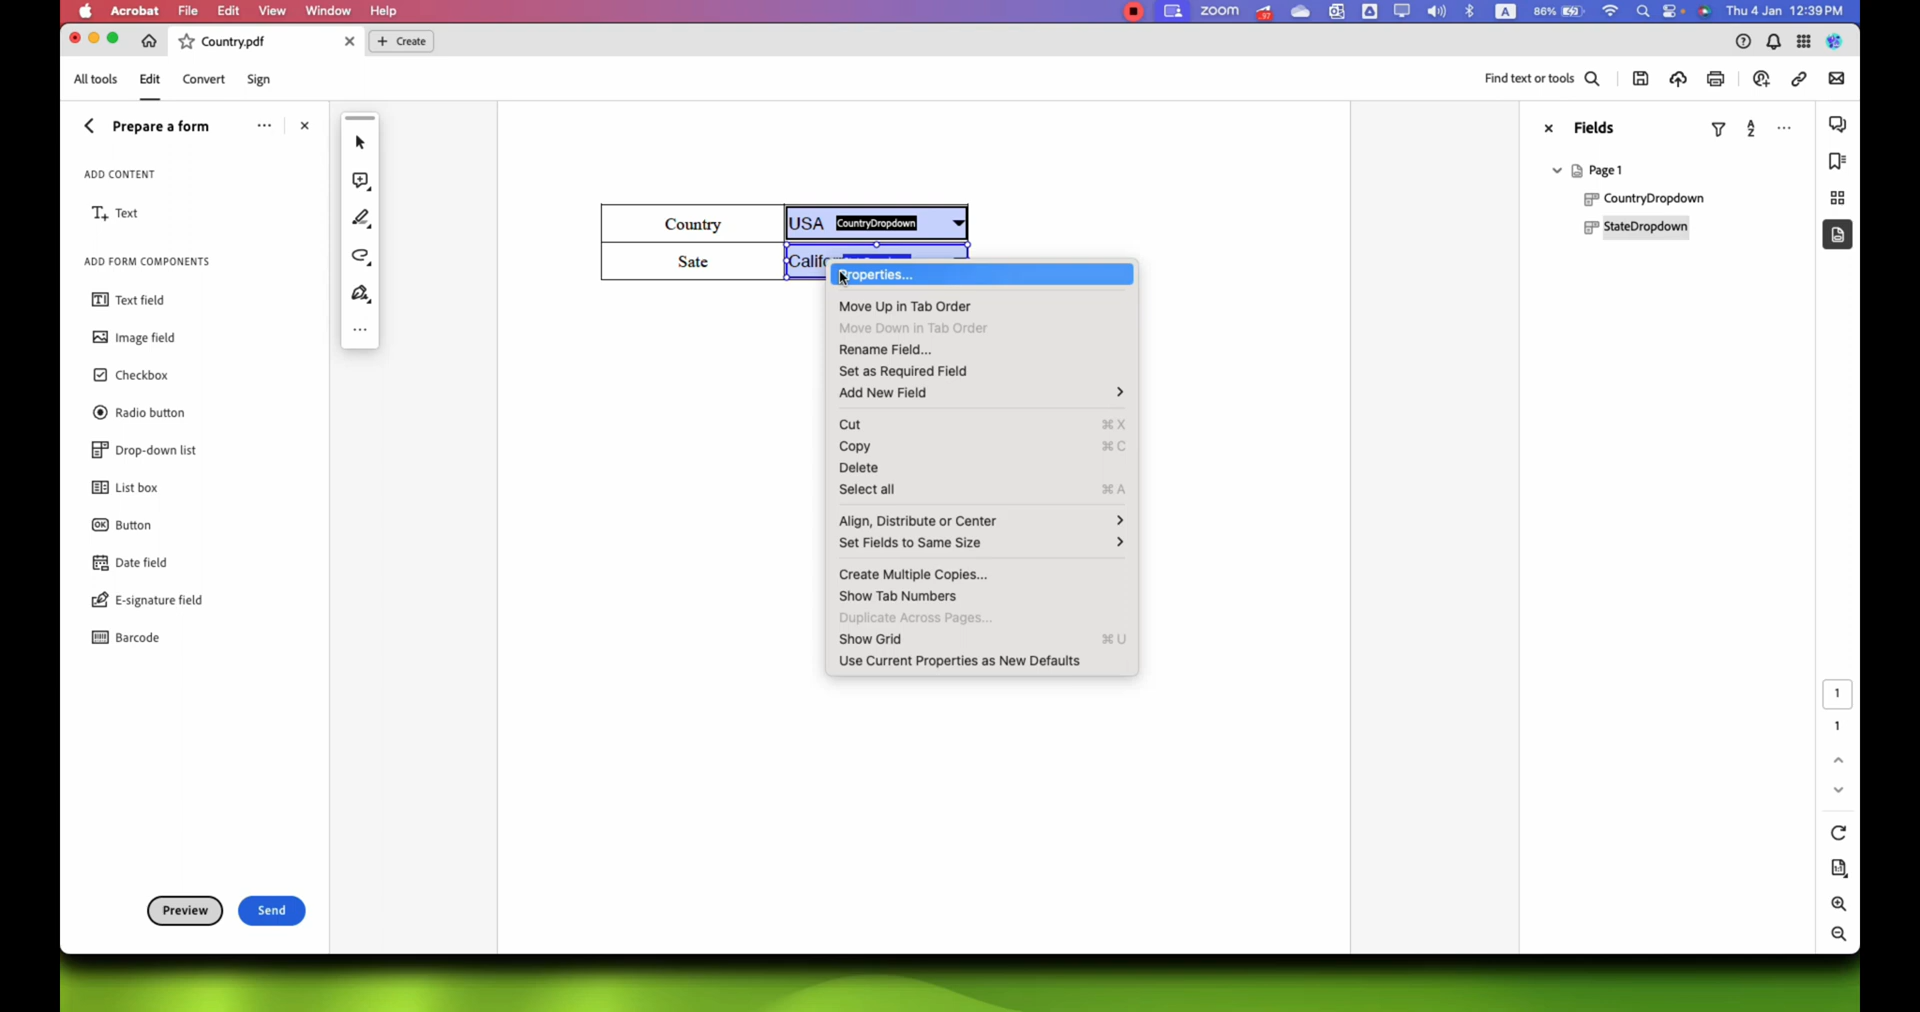 Acrobat File Edit View Window Help zoom 97 A 86% Thu 4 Jan 12:39 PM
Country.pdf Create
All tools Edit Convert Sign Find text or tools
Prepare a form
ADD CONTENT
Text
ADD FORM COMPONENTS
Text field
Image field
Checkbox
Radio button
Drop-down list
List box
Button
Date field
E-signature field
Barcode
Preview Send
Country USA CountryDropdown
Sate Califo
Properties...
Move Up in Tab Order
Move Down in Tab Order
Rename Field...
Set as Required Field
Add New Field
Cut ⌘ X
Copy ⌘ C
Delete
Select all ⌘ A
Align, Distribute or Center
Set Fields to Same Size
Create Multiple Copies...
Show Tab Numbers
Duplicate Across Pages...
Show Grid ⌘ U
Use Current Properties as New Defaults
Fields
Page 1
CountryDropdown
StateDropdown
1
1